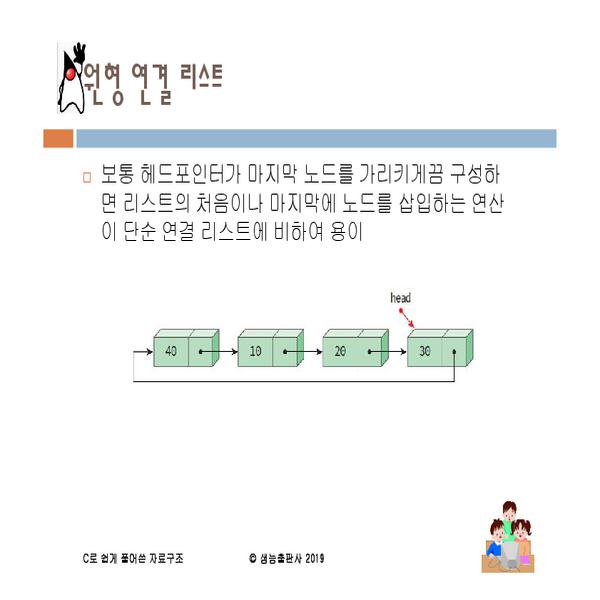 원형 연결 리스트
보통 헤드포인터가 마지막 노드를 가리키게끔 구성하
면 리스트의 처음이나 마지막에 노드를 삽입하는 연산
이 단순 연결 리스트에 비하여 용이
head
40 10 20 30
C로 쉽게 풀어쓴 자료구조 © 생능출판사 2019